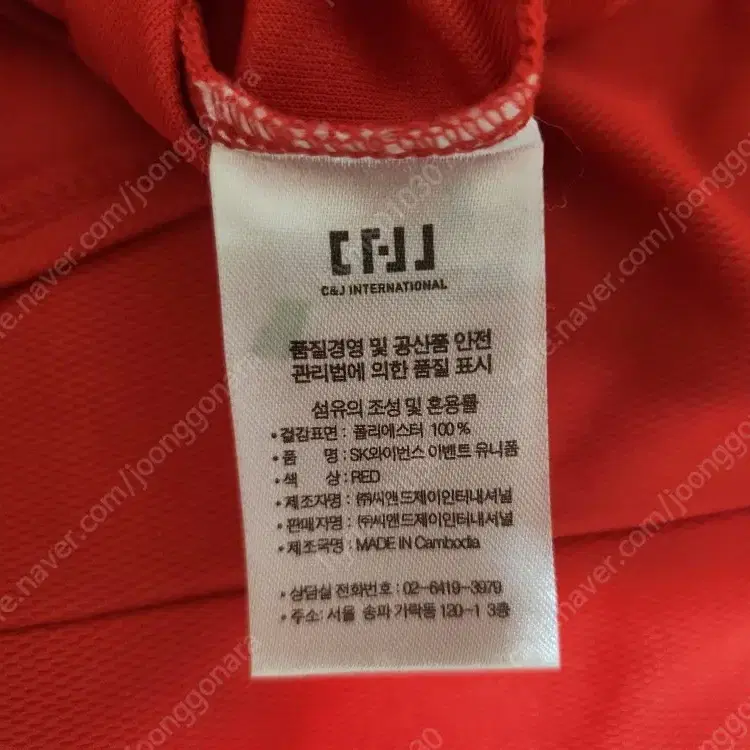 C&J INTERNATIONAL
품질경영 및 공산품 안전
관리법에 의한 품질 표시
섬유의 조성 및 혼용률
• 겉감표면 : 폴리에스터 100 %
• 품 명 : SK와이번스 이벤트 유니폼
• 색 상 : RED
• 제조자명 : ㈜씨앤드제이인터내셔널
• 판매자명 : ㈜씨앤드제이인터내셔널
• 제조국명 : MADE IN Cambodia
• 상담실 전화번호 : 02-6419-3979
• 주소: 서울 송파 가락동 120-1 3층
cafe.naver.com/joonggonara